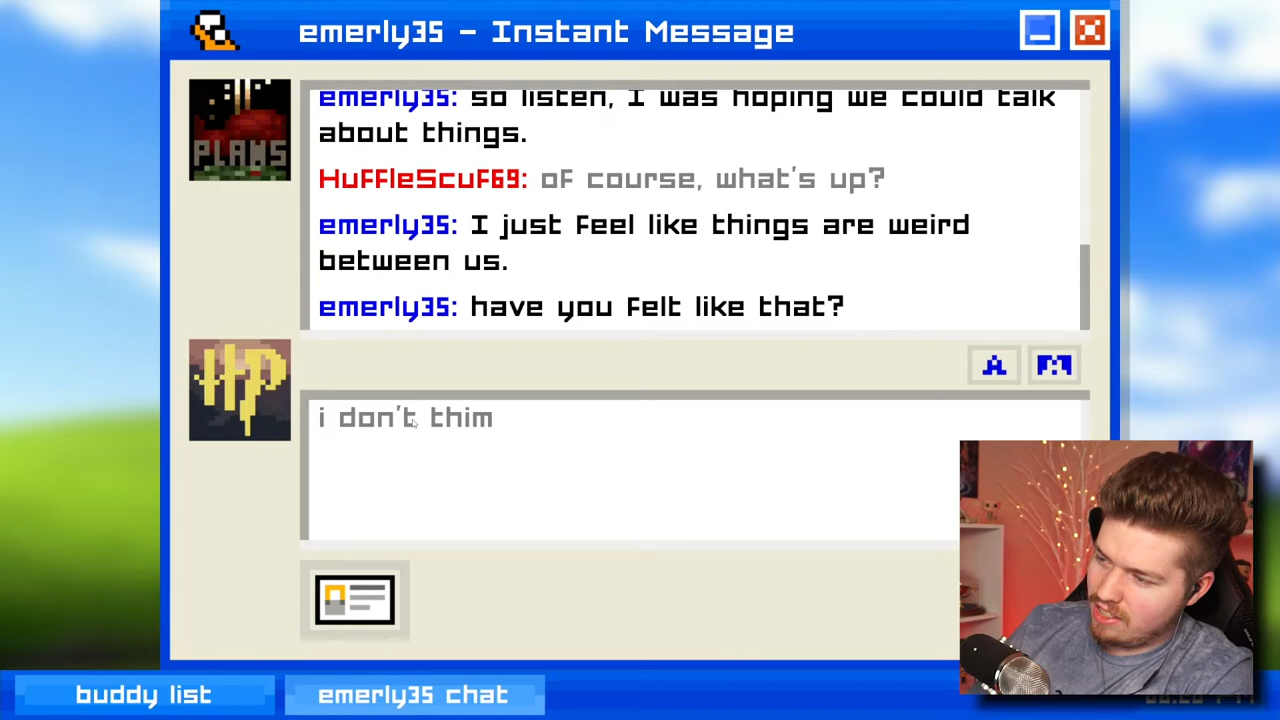 emerly35 - Instant Message
emerly35: so listen, I was hoping we could talk
about things.
HuffleScuf69: of course, what's up?
emerly35: I just feel like things are weird
between us.
emerly35: have you felt like that?
PLANS
A
HP
i don't thim
buddy list
emerly35 chat